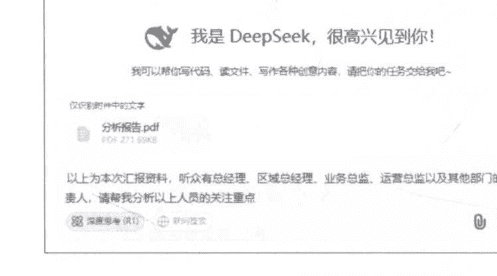 我是 DeepSeek，很高兴见到你！
我可以帮你写代码、读文件、写作各种创意内容，请把你的任务交给我吧~
仅识别附件中的文字
分析报告.pdf
PDF 271.
以上为本次汇报资料，听众有总经理、区域总经理、业务总监、运营总监以及其他部门的
责人，请帮我分析以上人员的关注重点
深度思考 (R1) 联网搜索